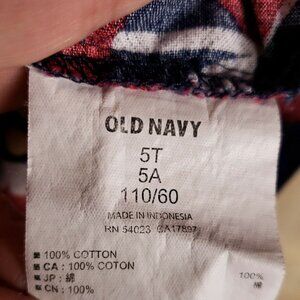 OLD NAVY
5T
5A
110/60
MADE IN INDONESIA
RN 54023 CA17897
100% COTTON
CA : 100% COTON
JP : 綿 100%
CN : 100% 棉